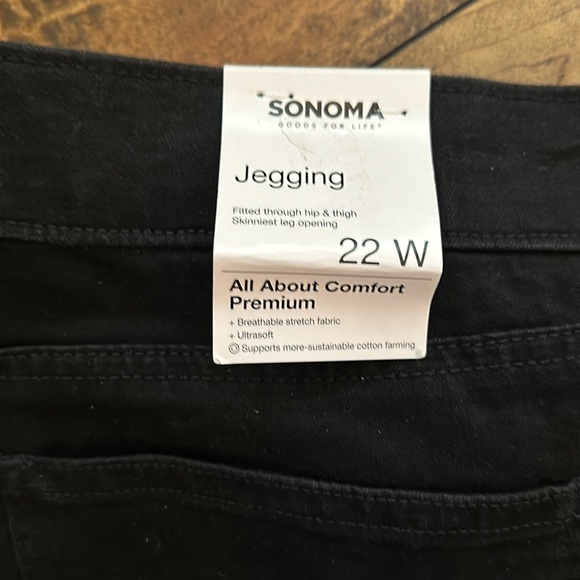 SONOMA
GOODS FOR LIFE®
Jegging
Fitted through hip & thigh
Skinniest leg opening
22 W
All About Comfort
Premium
+ Breathable stretch fabric
+ Ultrasoft
Supports more-sustainable cotton farming